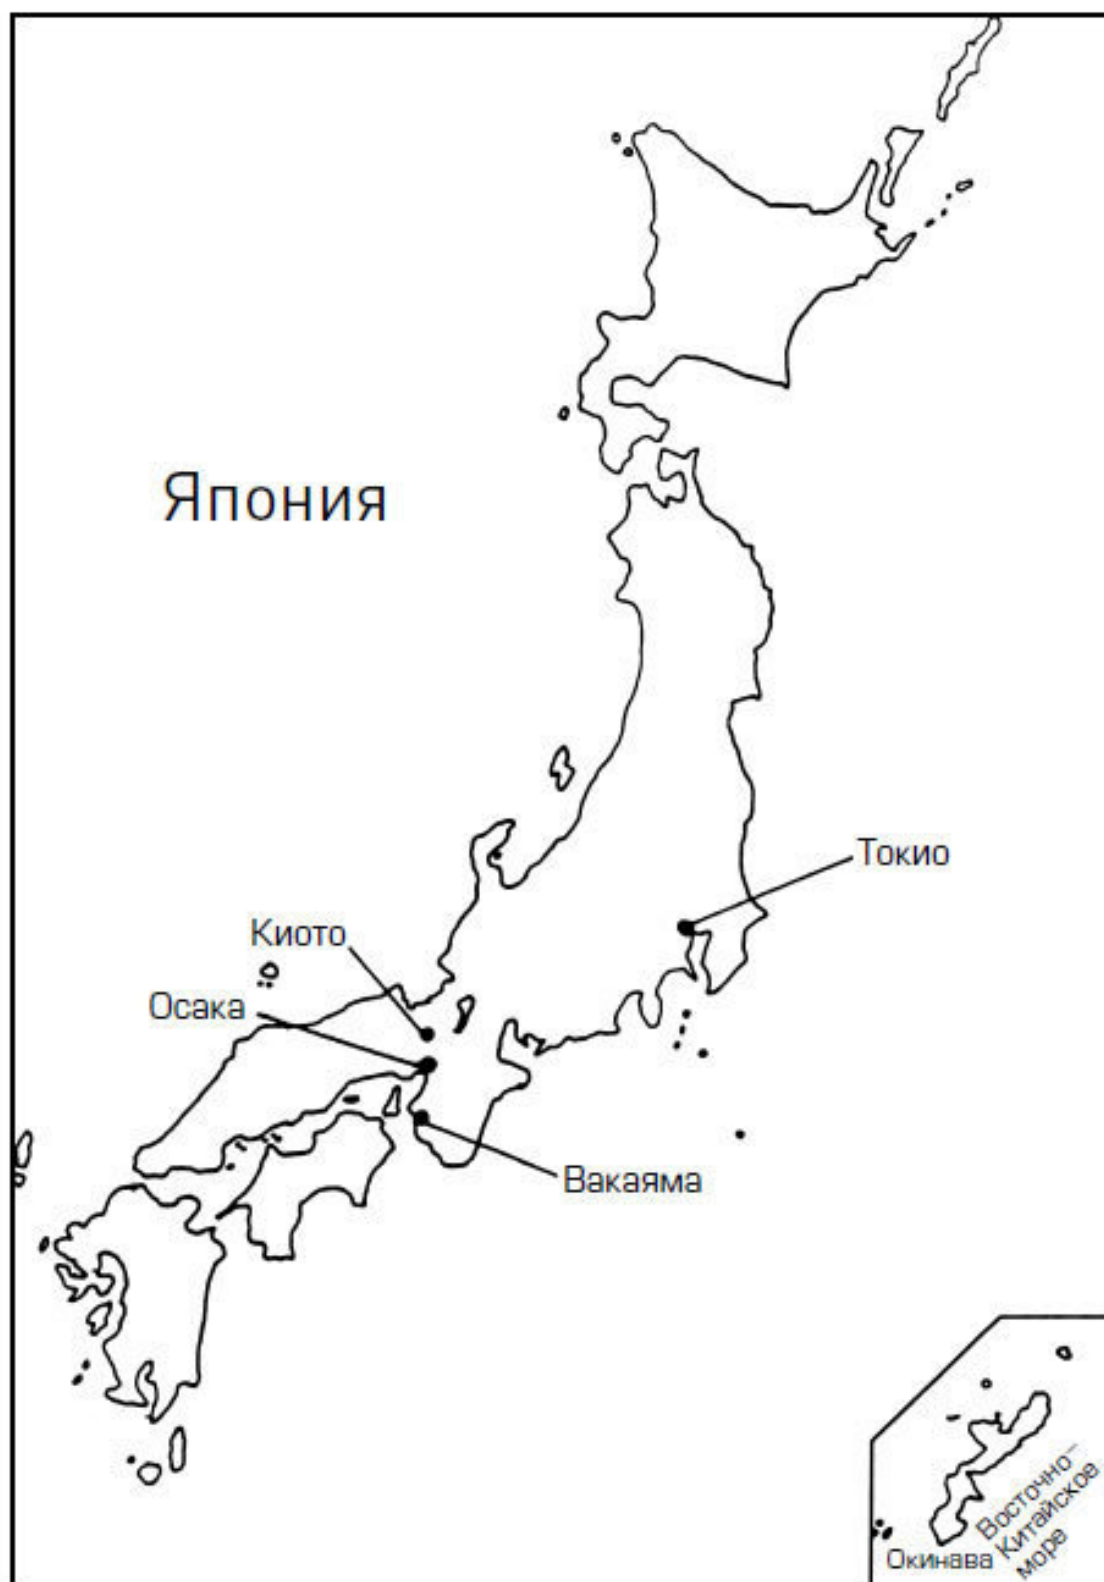 Япония
Токио
Киото
Осака
Вакаяма
Восточно–
Китайское
море
Окинава